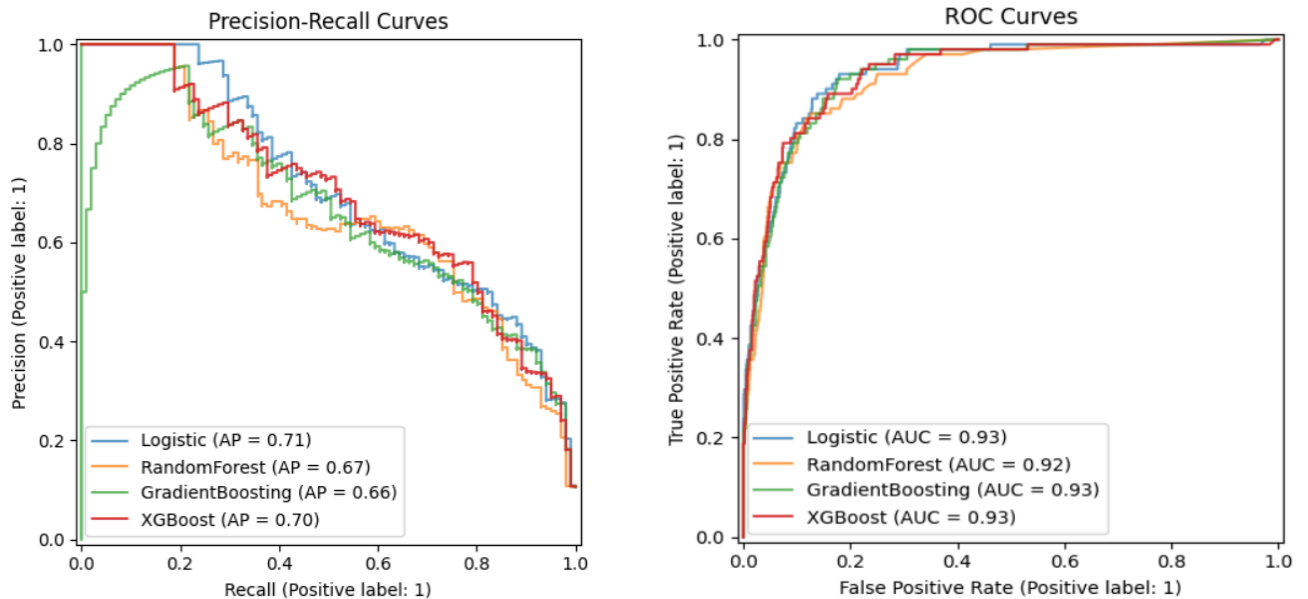 Precision-Recall Curves
1.0
0.8
0.6
0.4
0.2
0.0
Precision (Positive label: 1)
Logistic (AP = 0.71)
RandomForest (AP = 0.67)
GradientBoosting (AP = 0.66)
XGBoost (AP = 0.70)
0.0 0.2 0.4 0.6 0.8 1.0
Recall (Positive label: 1)
ROC Curves
1.0
0.8
0.6
0.4
0.2
0.0
True Positive Rate (Positive label: 1)
Logistic (AUC = 0.93)
RandomForest (AUC = 0.92)
GradientBoosting (AUC = 0.93)
XGBoost (AUC = 0.93)
0.0 0.2 0.4 0.6 0.8 1.0
False Positive Rate (Positive label: 1)